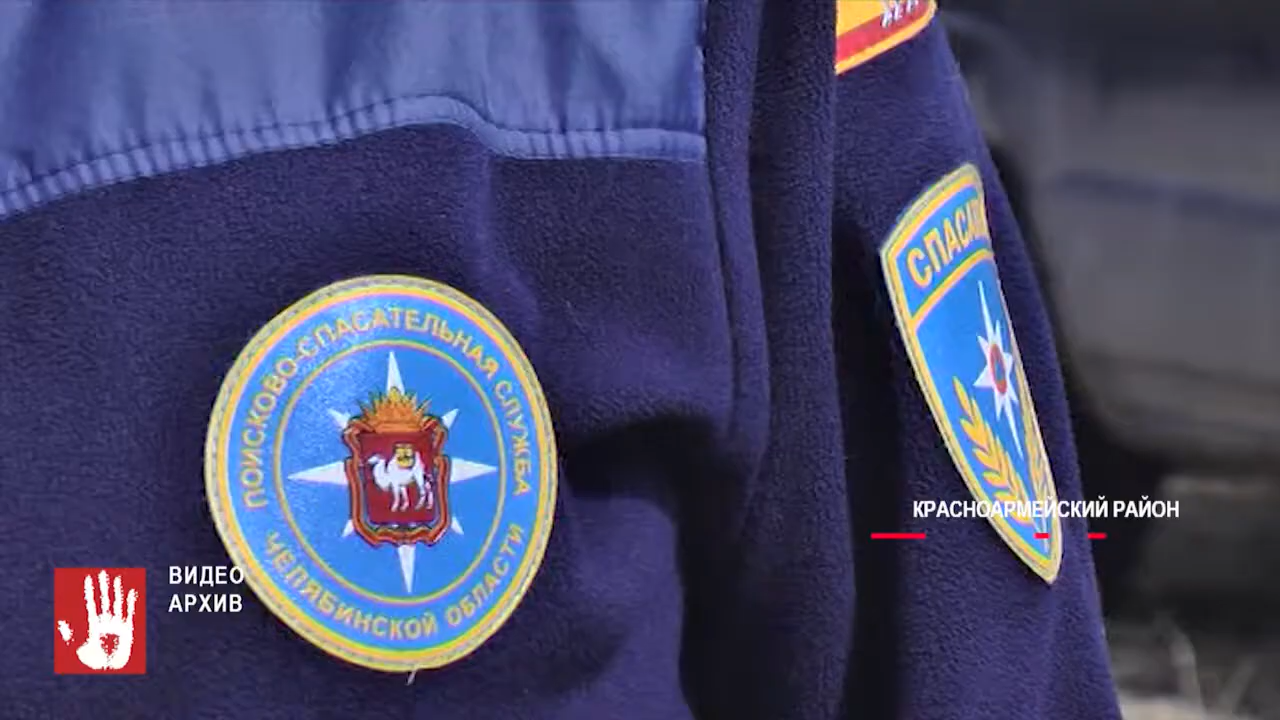 ПОИСКОВО-СПАСАТЕЛЬНАЯ СЛУЖБА
ЧЕЛЯБИНСКОЙ ОБЛАСТИ
КРАСНОАРМЕЙСКИЙ РАЙОН
ВИДЕО
АРХИВ